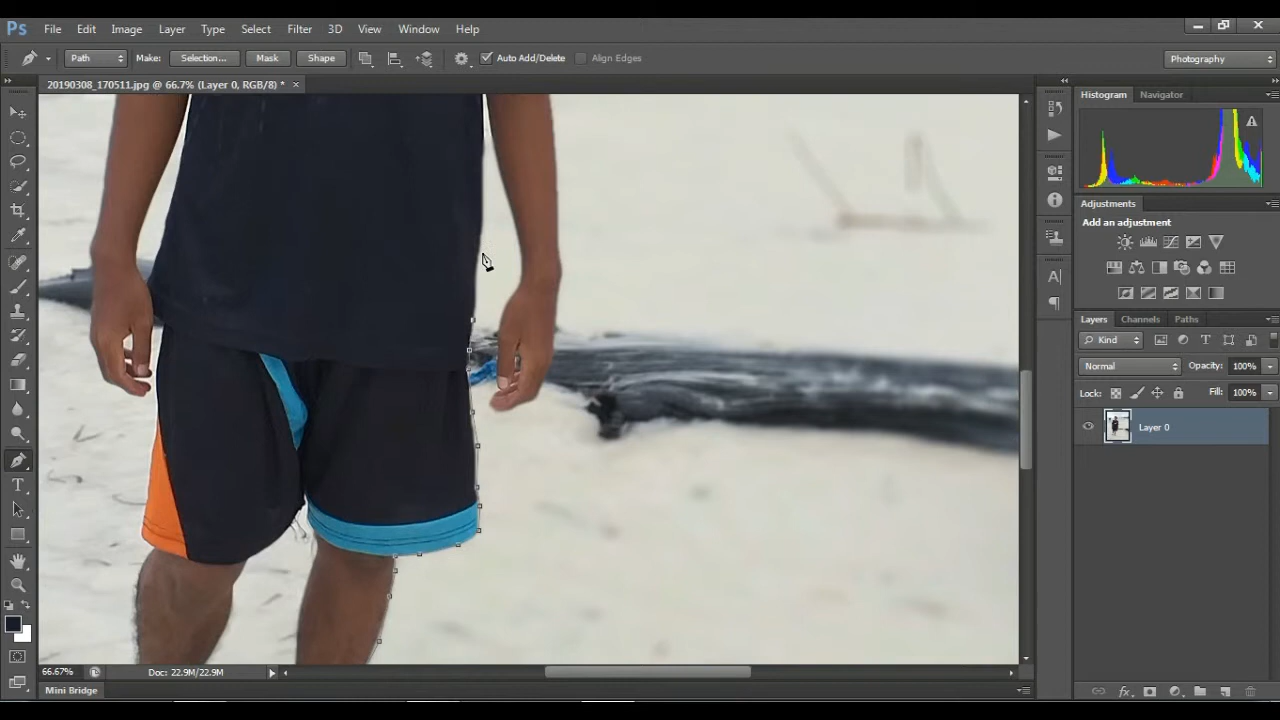 Ps File Edit Image Layer Type Select Filter 3D View Window Help
Path Make: Selection... Mask Shape Auto Add/Delete Align Edges Photography
20190308_170511.jpg @ 66.7% (Layer 0, RGB/8) * ×
Histogram Navigator
Adjustments
Add an adjustment
Layers Channels Paths
Kind
Normal Opacity: 100%
Lock: Fill: 100%
Layer 0
66.67% Doc: 22.9M/22.9M
Mini Bridge